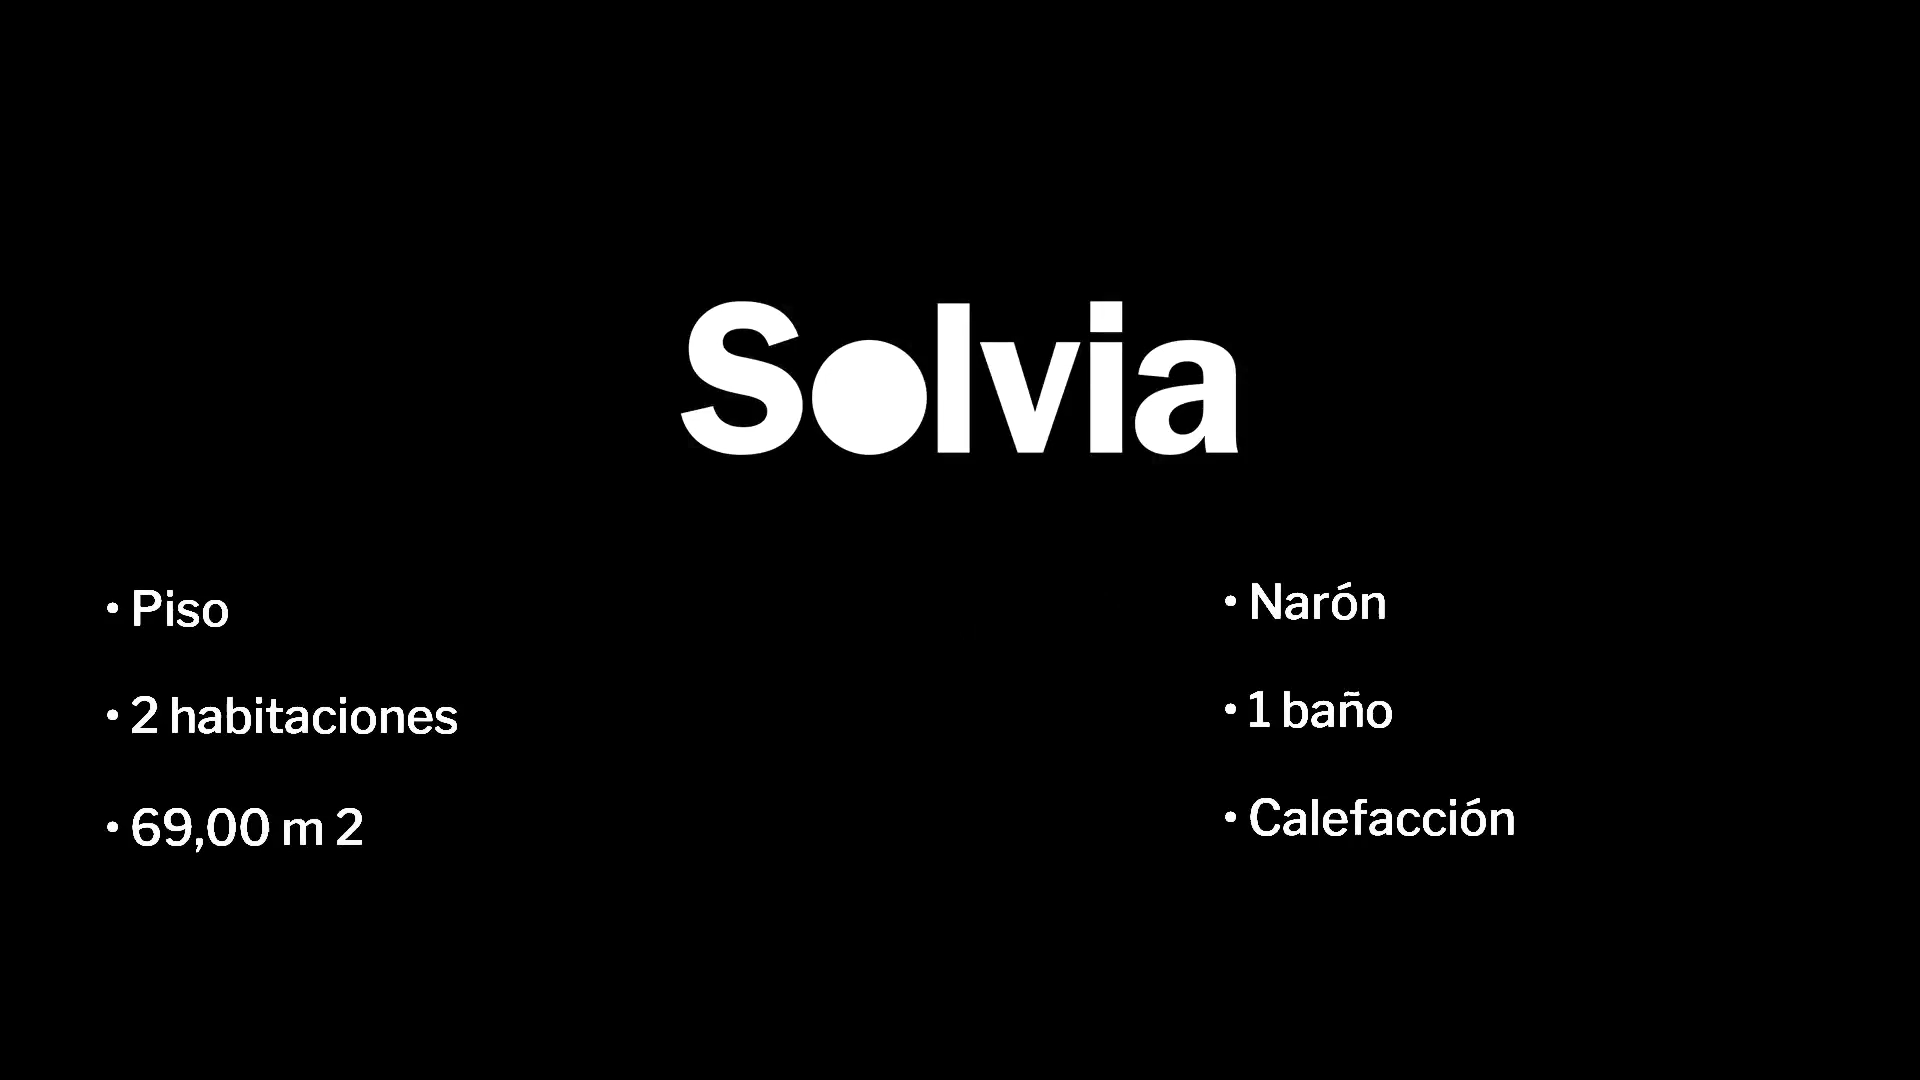 Solvia
• Piso
• 2 habitaciones
• 69,00 m 2
• Narón
• 1 baño
• Calefacción